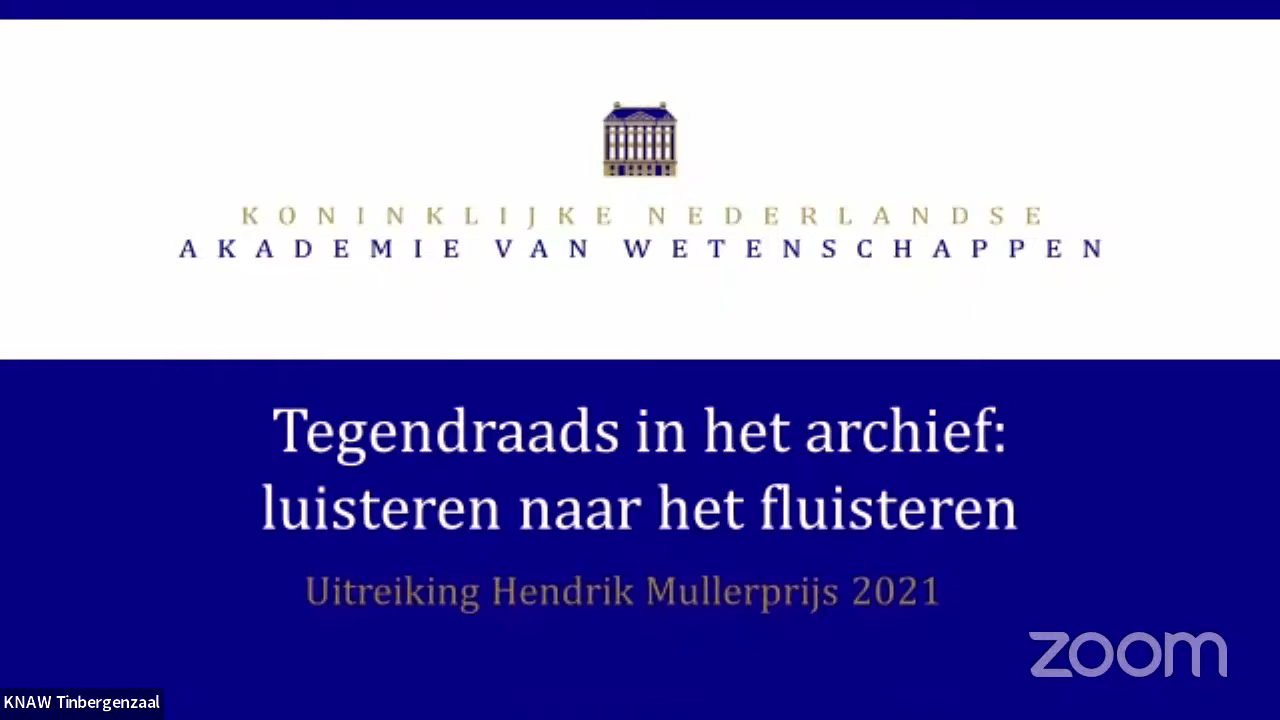 KONINKLIJKE NEDERLANDSE
AKADEMIE VAN WETENSCHAPPEN
Tegendraads in het archief:
luisteren naar het fluisteren
Uitreiking Hendrik Mullerprijs 2021
zoom
KNAW Tinbergenzaal